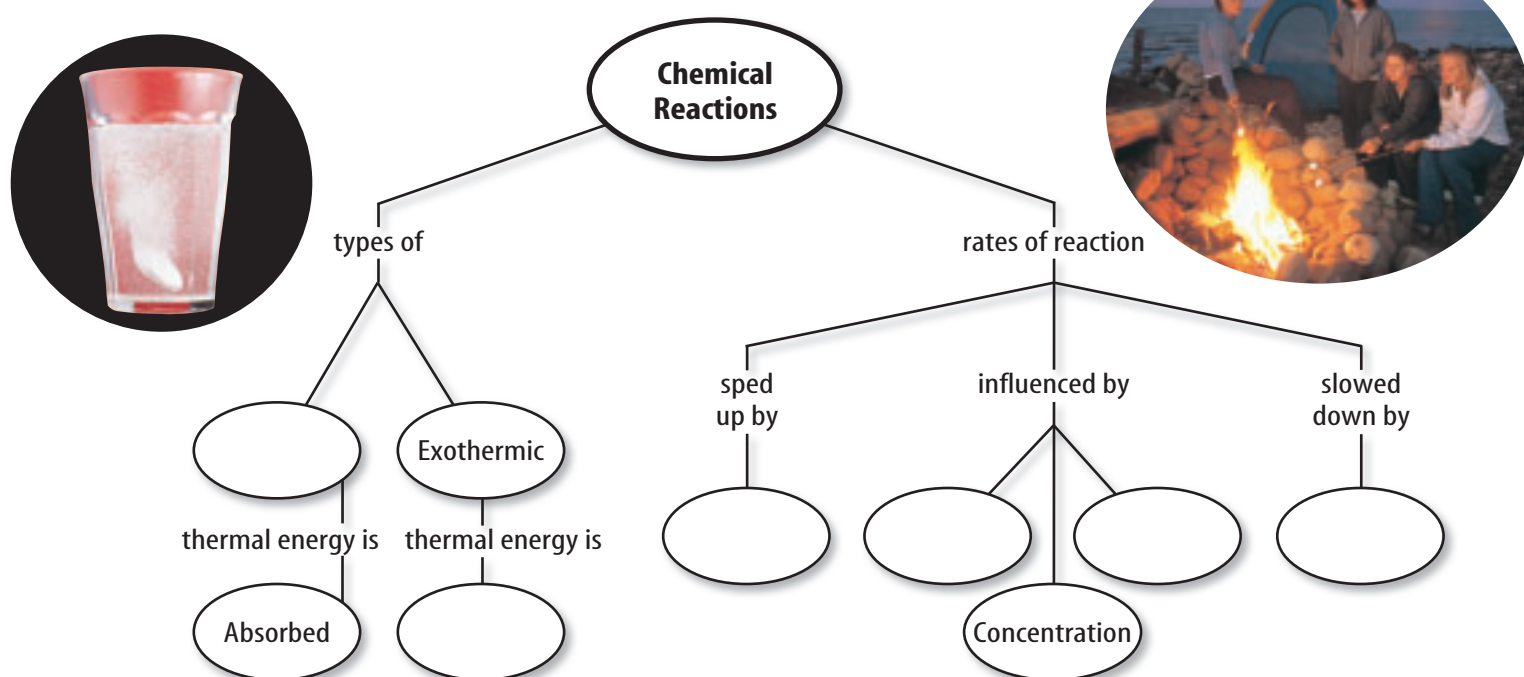 Chemical
Reactions
types of
rates of reaction
sped
up by
influenced by
slowed
down by
Exothermic
thermal energy is
thermal energy is
Absorbed
Concentration